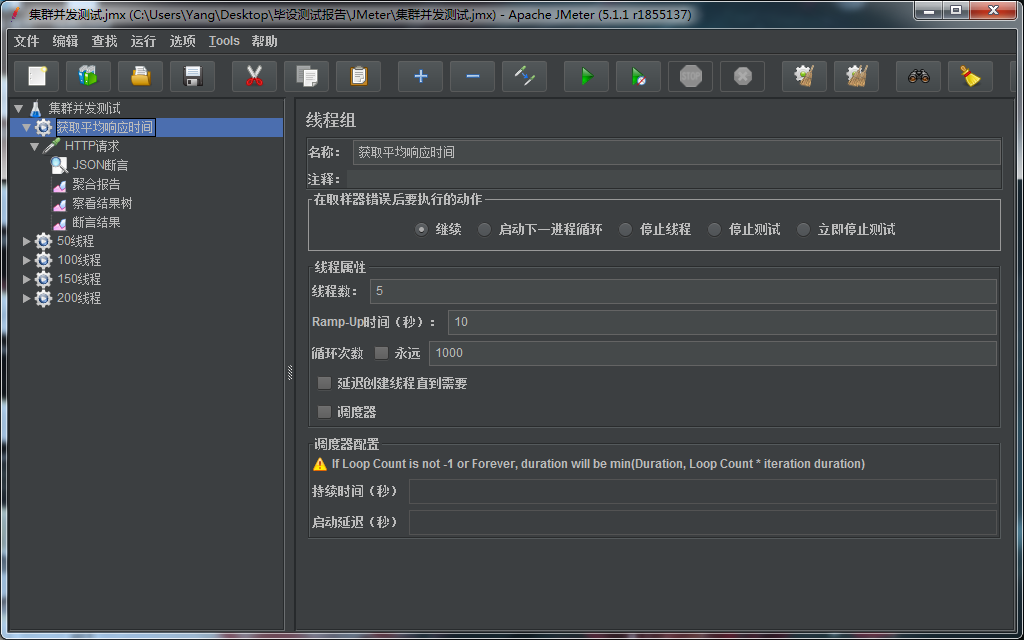 集群并发测试.jmx (C:\Users\Yang\Desktop\毕设测试报告\JMeter\集群并发测试.jmx) - Apache JMeter (5.1.1 r1855137)
文件 编辑 查找 运行 选项 Tools 帮助
STOP
集群并发测试
获取平均响应时间
HTTP请求
JSON断言
聚合报告
察看结果树
断言结果
50线程
100线程
150线程
200线程
线程组
名称： 获取平均响应时间
注释：
在取样器错误后要执行的动作
继续 启动下一进程循环 停止线程 停止测试 立即停止测试
线程属性
线程数： 5
Ramp-Up时间（秒）： 10
循环次数 永远 1000
延迟创建线程直到需要
调度器
调度器配置
If Loop Count is not -1 or Forever, duration will be min(Duration, Loop Count * iteration duration)
持续时间（秒）
启动延迟（秒）